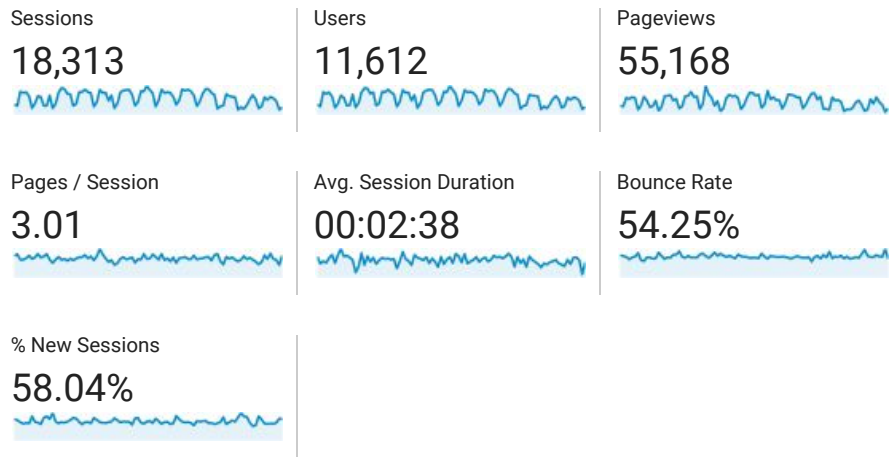 Sessions
18,313
Users
11,612
Pageviews
55,168
Pages / Session
3.01
Avg. Session Duration
00:02:38
Bounce Rate
54.25%
% New Sessions
58.04%